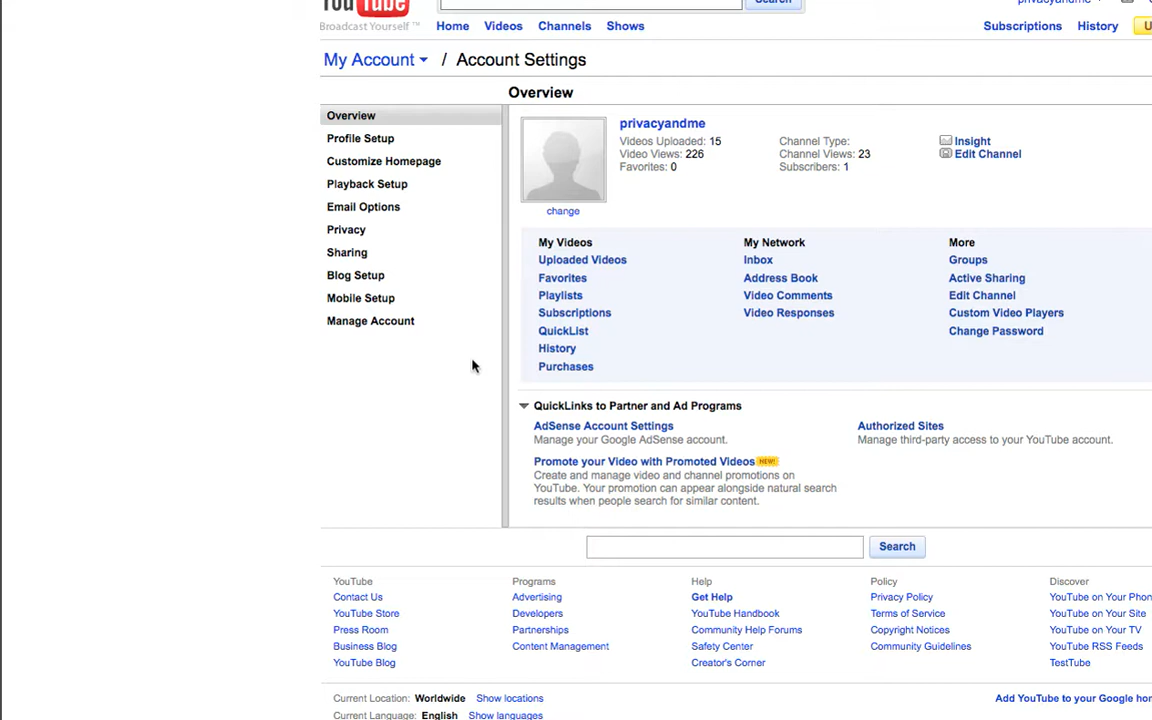 You Tube
Broadcast Yourself ™
Search
privacyandme
Home Videos Channels Shows Subscriptions History
My Account / Account Settings
Overview
Overview
Profile Setup
Customize Homepage
Playback Setup
Email Options
Privacy
Sharing
Blog Setup
Mobile Setup
Manage Account
privacyandme
Videos Uploaded: 15
Video Views: 226
Favorites: 0
Channel Type:
Channel Views: 23
Subscribers: 1
Insight
Edit Channel
change
My Videos
Uploaded Videos
Favorites
Playlists
Subscriptions
QuickList
History
Purchases
My Network
Inbox
Address Book
Video Comments
Video Responses
More
Groups
Active Sharing
Edit Channel
Custom Video Players
Change Password
QuickLinks to Partner and Ad Programs
AdSense Account Settings
Manage your Google AdSense account.
Promote your Video with Promoted Videos NEW!
Create and manage video and channel promotions on
YouTube. Your promotion can appear alongside natural search
results when people search for similar content.
Authorized Sites
Manage third-party access to your YouTube account.
Search
YouTube
Contact Us
YouTube Store
Press Room
Business Blog
YouTube Blog
Programs
Advertising
Developers
Partnerships
Content Management
Help
Get Help
YouTube Handbook
Community Help Forums
Safety Center
Creator's Corner
Policy
Privacy Policy
Terms of Service
Copyright Notices
Community Guidelines
Discover
YouTube on Your Phon
YouTube on Your Site
YouTube on Your TV
YouTube RSS Feeds
TestTube
Current Location: Worldwide Show locations
Add YouTube to your Google hom
Current Language: English Show languages